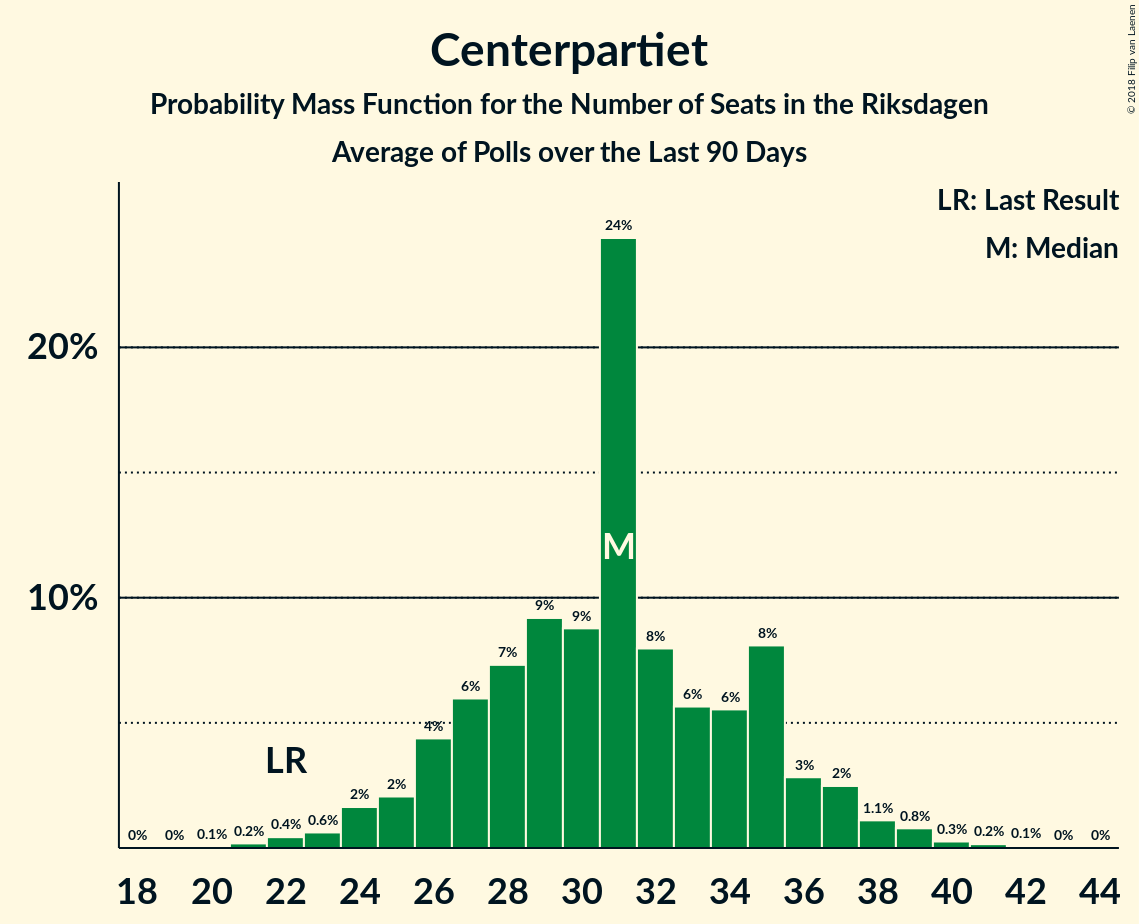 Centerpartiet
Probability Mass Function for the Number of Seats in the Riksdagen
Average of Polls over the Last 90 Days
© 2018 Filip van Laenen
LR: Last Result
M: Median
20%
10%
0% 0% 0.1% 0.2% 0.4% 0.6% 2% 2% 4% 6% 7% 9% 9% 24% 8% 6% 6% 8% 3% 2% 1.1% 0.8% 0.3% 0.2% 0.1% 0% 0%
LR
M
18 20 22 24 26 28 30 32 34 36 38 40 42 44